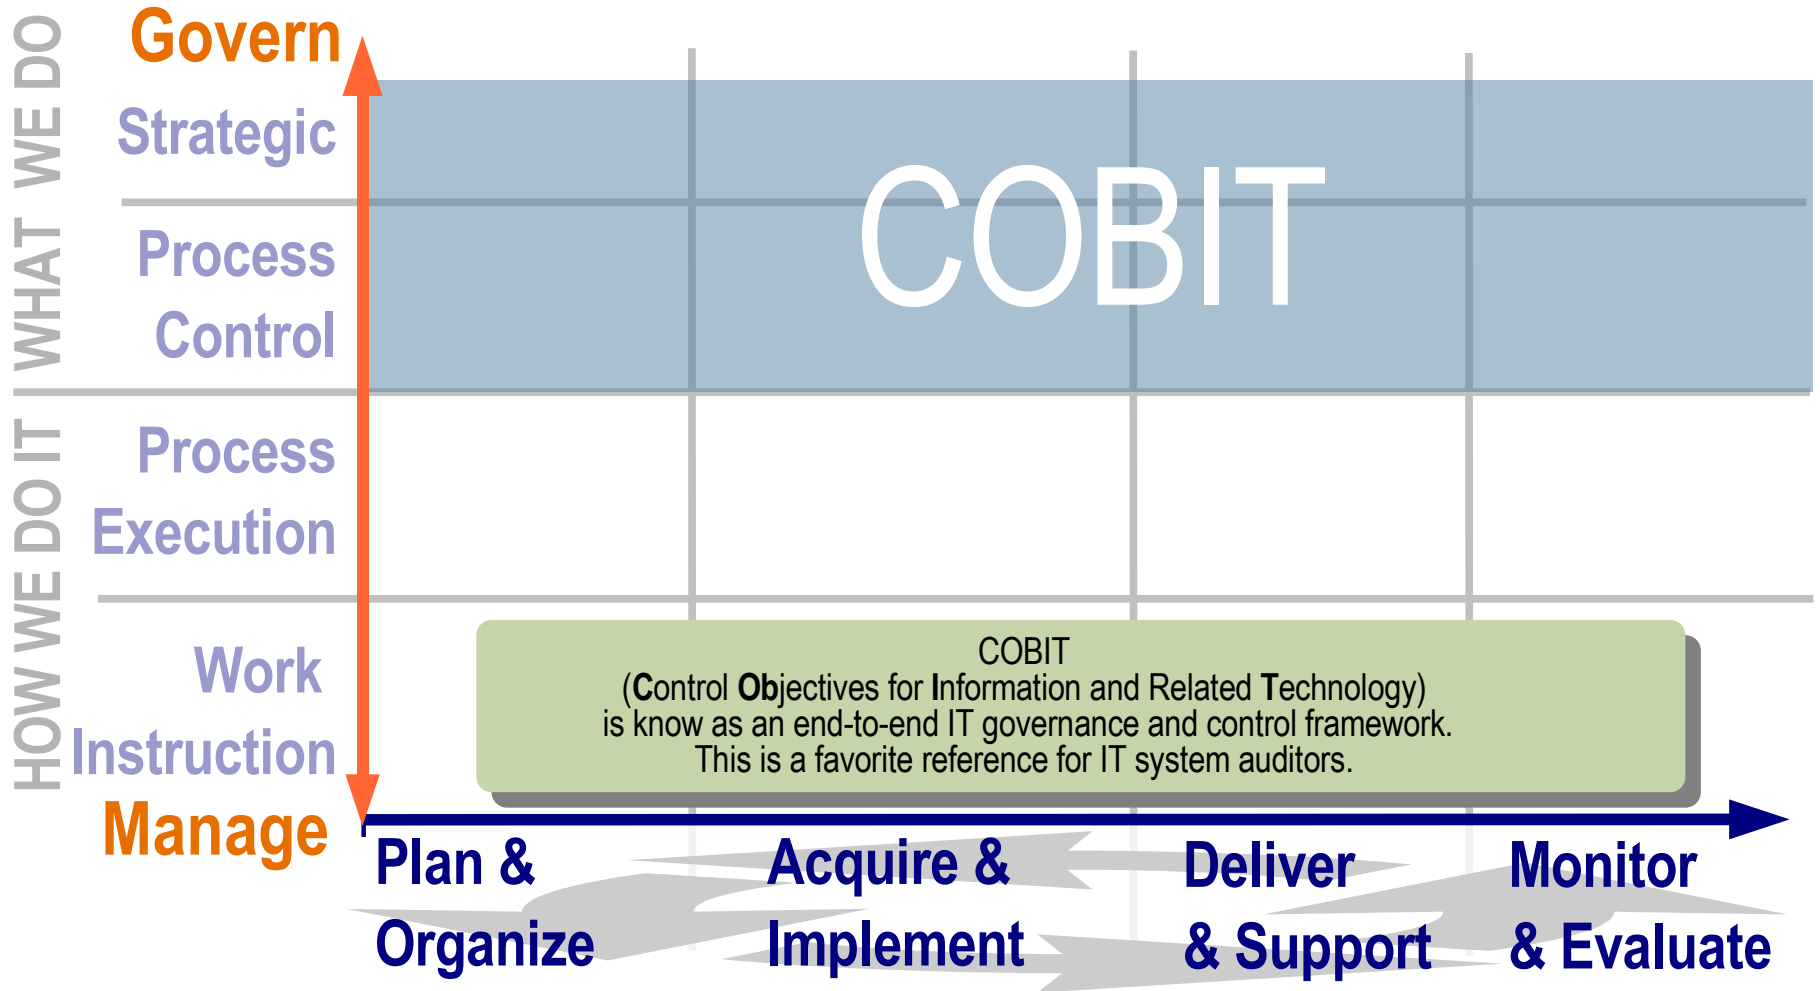 Govern
WHAT WE DO
Strategic
Process
Control
COBIT
HOW WE DO IT
Process
Execution
Work
Instruction
Manage
COBIT
(Control Objectives for Information and Related Technology)
is know as an end-to-end IT governance and control framework.
This is a favorite reference for IT system auditors.
Plan &
Organize
Acquire &
Implement
Deliver
& Support
Monitor
& Evaluate